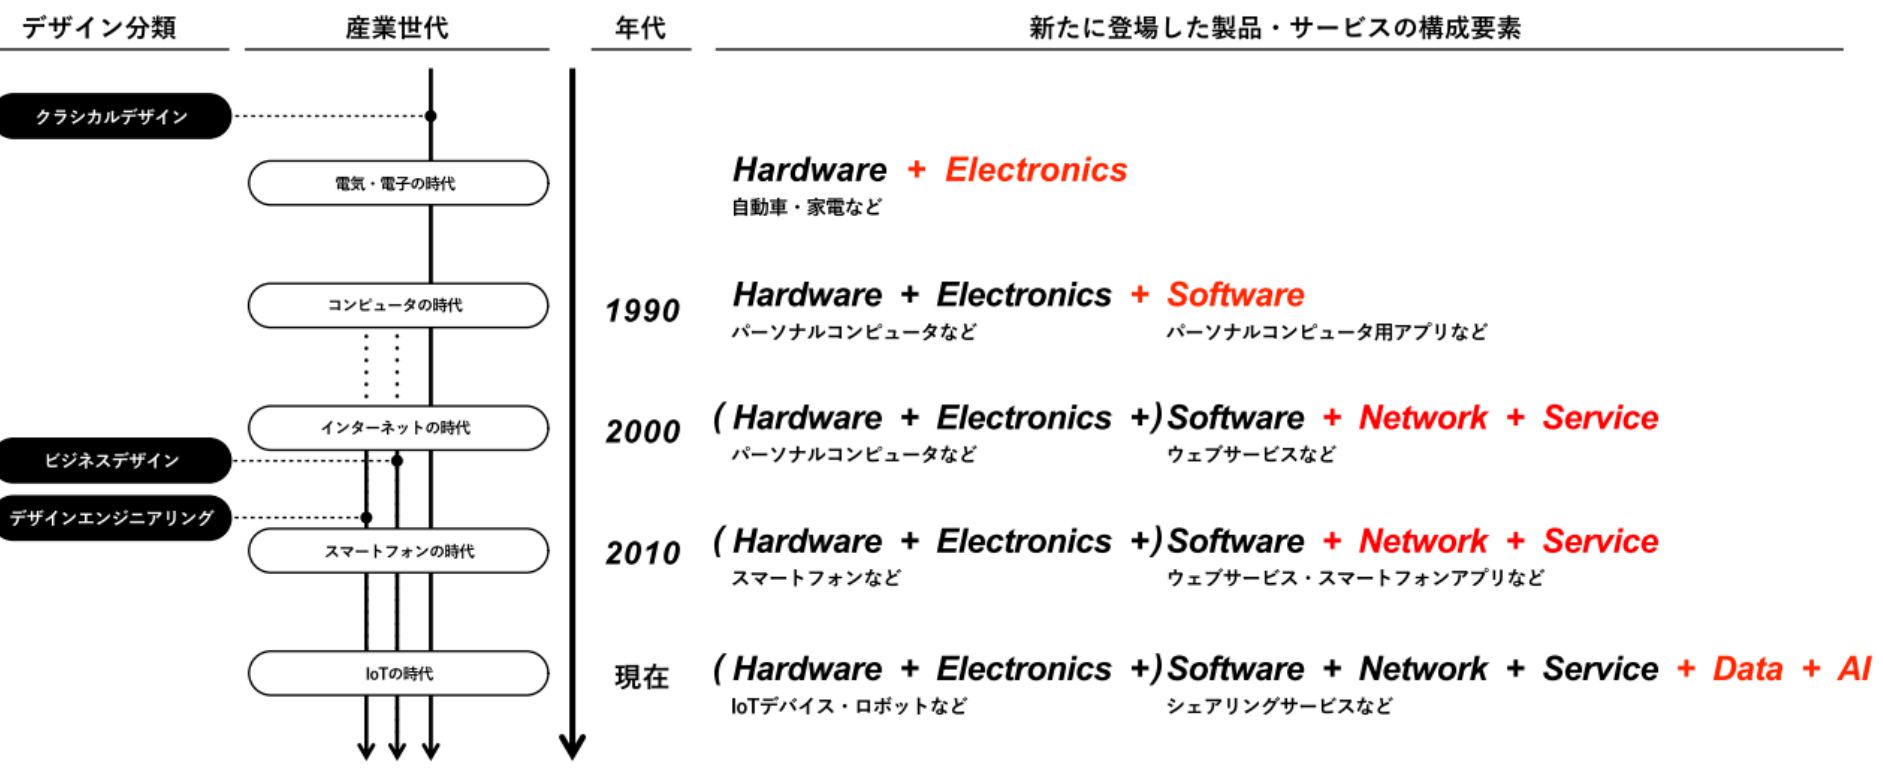 デザイン分類 産業世代 年代 新たに登場した製品・サービスの構成要素
クラシカルデザイン
電気・電子の時代
Hardware + Electronics
自動車・家電など
コンピュータの時代
1990
Hardware + Electronics + Software
パーソナルコンピュータなど パーソナルコンピュータ用アプリなど
インターネットの時代
2000
(Hardware + Electronics +)Software + Network + Service
パーソナルコンピュータなど ウェブサービスなど
ビジネスデザイン
デザインエンジニアリング
スマートフォンの時代
2010
(Hardware + Electronics +)Software + Network + Service
スマートフォンなど ウェブサービス・スマートフォンアプリなど
IoTの時代
現在
(Hardware + Electronics +)Software + Network + Service + Data + AI
IoTデバイス・ロボットなど シェアリングサービスなど